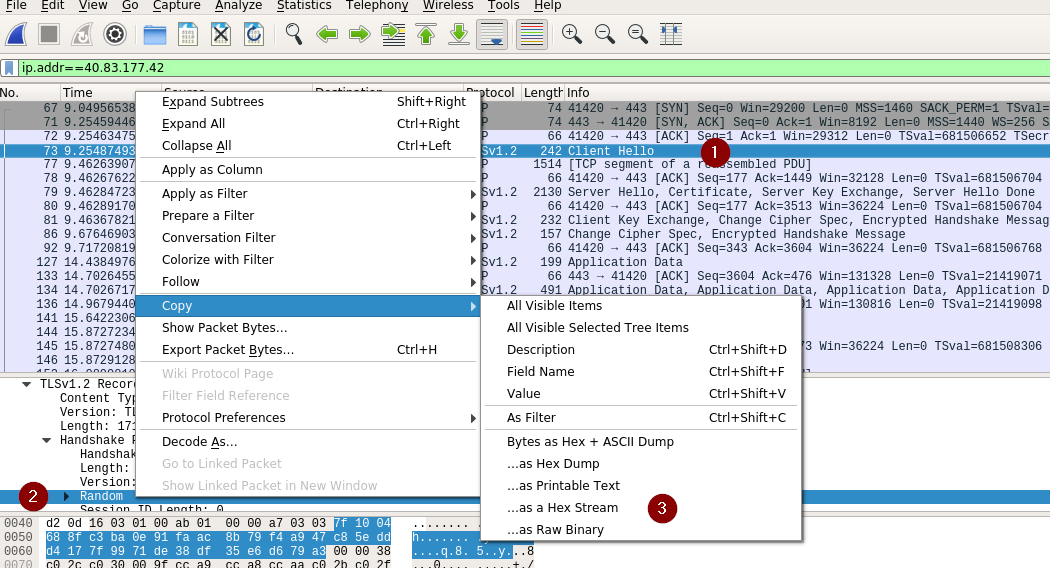 File Edit View Go Capture Analyze Statistics Telephony Wireless Tools Help
ip.addr==40.83.177.42
No. Time Source Destination Protocol Length Info
67 9.04956538 74 41420 → 443 [SYN] Seq=0 Win=29200 Len=0 MSS=1460 SACK_PERM=1 TSval=
71 9.25459446 74 443 → 41420 [SYN, ACK] Seq=0 Ack=1 Win=8192 Len=0 MSS=1440 WS=256 S
72 9.25463475 66 41420 → 443 [ACK] Seq=1 Ack=1 Win=29312 Len=0 TSval=681506652 TSecr
73 9.25487493 Sv1.2 242 Client Hello
77 9.46263907 1514 [TCP segment of a reassembled PDU]
78 9.46267622 66 41420 → 443 [ACK] Seq=177 Ack=1449 Win=32128 Len=0 TSval=681506704
79 9.46284723 Sv1.2 2130 Server Hello, Certificate, Server Key Exchange, Server Hello Done
80 9.46289170 66 41420 → 443 [ACK] Seq=177 Ack=3513 Win=36224 Len=0 TSval=681506704
81 9.46367821 Sv1.2 232 Client Key Exchange, Change Cipher Spec, Encrypted Handshake Messag
86 9.67646903 Sv1.2 157 Change Cipher Spec, Encrypted Handshake Message
92 9.71720819 66 41420 → 443 [ACK] Seq=343 Ack=3604 Win=36224 Len=0 TSval=681506768
127 14.4384976 Sv1.2 199 Application Data
133 14.7026455 66 443 → 41420 [ACK] Seq=3604 Ack=476 Win=131328 Len=0 TSval=21419071
134 14.7026717 Sv1.2 491 Application Data, Application Data, Application Data, Application D
136 14.9679440 01 Win=130816 Len=0 TSval=21419098
141 15.6422306
144 15.8727234
145 15.8727480 73 Win=36224 Len=0 TSval=681508306
146 15.8729128
Expand Subtrees Shift+Right
Expand All Ctrl+Right
Collapse All Ctrl+Left
Apply as Column
Apply as Filter
Prepare a Filter
Conversation Filter
Colorize with Filter
Follow
Copy
Show Packet Bytes…
Export Packet Bytes… Ctrl+H
Wiki Protocol Page
Filter Field Reference
Protocol Preferences
Decode As…
Go to Linked Packet
Show Linked Packet in New Window
All Visible Items
All Visible Selected Tree Items
Description Ctrl+Shift+D
Field Name Ctrl+Shift+F
Value Ctrl+Shift+V
As Filter Ctrl+Shift+C
Bytes as Hex + ASCII Dump
…as Hex Dump
…as Printable Text
…as a Hex Stream
…as Raw Binary
1
2
3
TLSv1.2 Recor
Content Typ
Version: TL
Length: 171
Handshake P
Handshak
Length:
Version:
Random
Session ID Length: 0
0040 d2 0d 16 03 01 00 ab 01 00 00 a7 03 03 7f 10 04
0050 68 8f c3 ba 0e 91 fa ac 8b 79 f4 a9 47 c8 5e dd h.......
0060 d4 17 7f 99 71 de 38 df 35 e6 d6 79 a3 00 00 38 ....q.8. 5..y...8
0070 c0 2c c0 30 00 9f cc a9 cc a8 cc aa c0 2b c0 2f .,.0.... .....+./